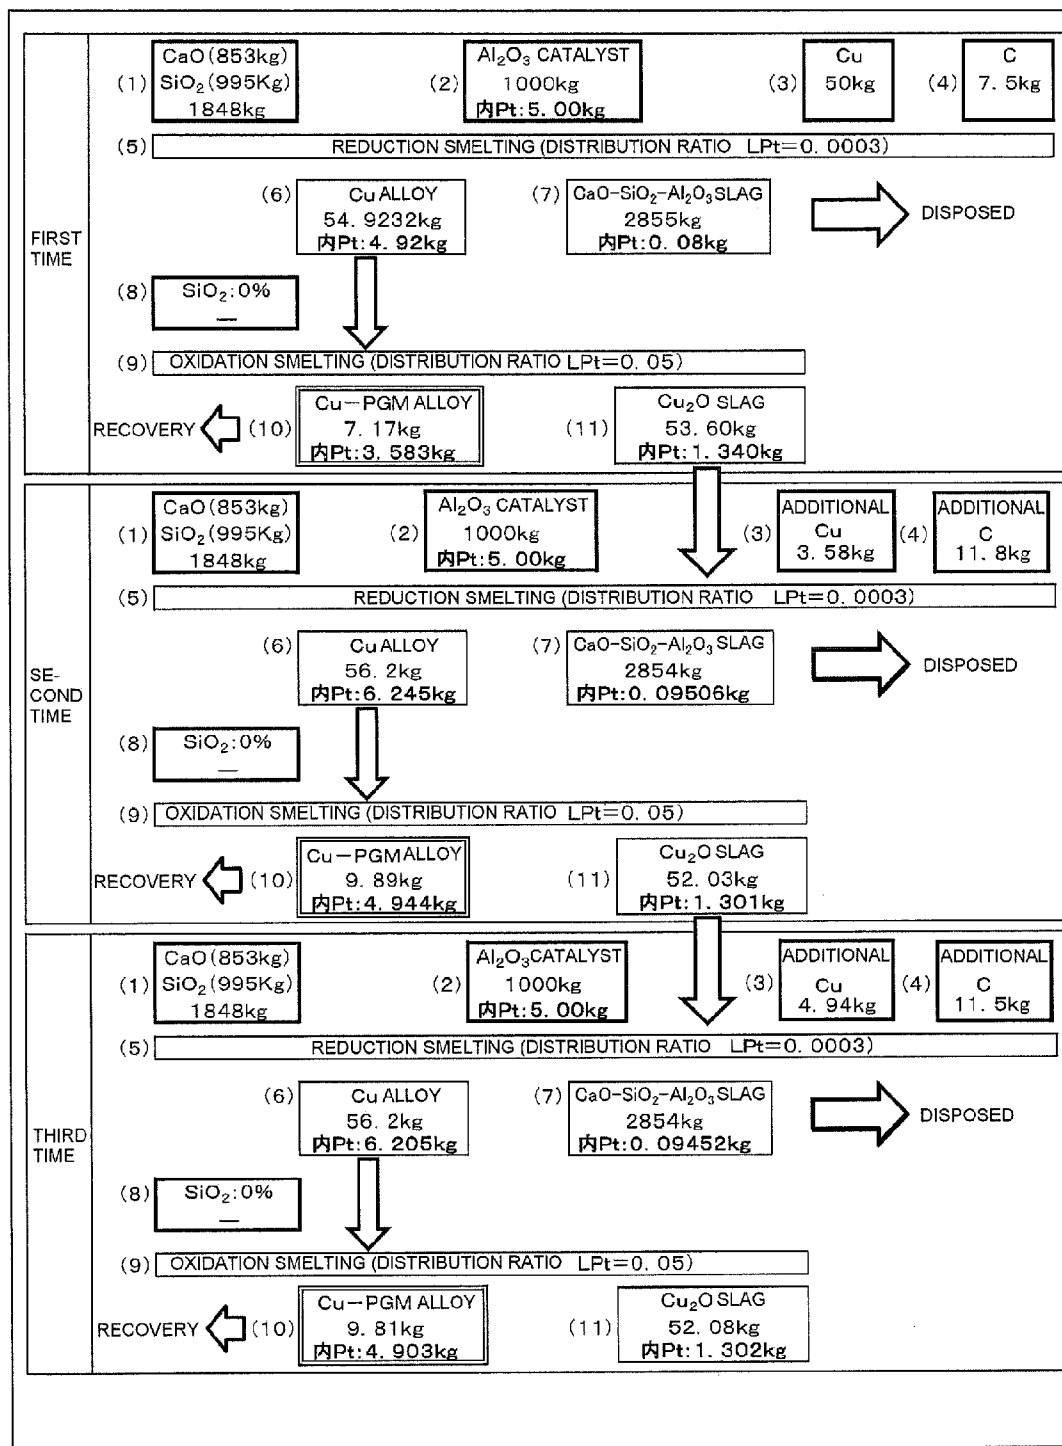 FIRST TIME
(1) CaO(853kg)
SiO₂(995Kg)
1848kg
(2) Al₂O₃ CATALYST
1000kg
内Pt:5.00kg
(3) Cu
50kg
(4) C
7.5kg
(5) REDUCTION SMELTING (DISTRIBUTION RATIO LPt=0.0003)
(6) Cu ALLOY
54.9232kg
内Pt:4.92kg
(7) CaO-SiO₂-Al₂O₃ SLAG
2855kg
内Pt:0.08kg
DISPOSED
(8) SiO₂:0%
—
(9) OXIDATION SMELTING (DISTRIBUTION RATIO LPt=0.05)
RECOVERY
(10) Cu-PGM ALLOY
7.17kg
内Pt:3.583kg
(11) Cu₂O SLAG
53.60kg
内Pt:1.340kg
SE-
COND
TIME
(1) CaO(853kg)
SiO₂(995Kg)
1848kg
(2) Al₂O₃ CATALYST
1000kg
内Pt:5.00kg
(3) ADDITIONAL
Cu
3.58kg
(4) ADDITIONAL
C
11.8kg
(5) REDUCTION SMELTING (DISTRIBUTION RATIO LPt=0.0003)
(6) Cu ALLOY
56.2kg
内Pt:6.245kg
(7) CaO-SiO₂-Al₂O₃ SLAG
2854kg
内Pt:0.09506kg
DISPOSED
(8) SiO₂:0%
—
(9) OXIDATION SMELTING (DISTRIBUTION RATIO LPt=0.05)
RECOVERY
(10) Cu-PGM ALLOY
9.89kg
内Pt:4.944kg
(11) Cu₂O SLAG
52.03kg
内Pt:1.301kg
THIRD
TIME
(1) CaO(853kg)
SiO₂(995Kg)
1848kg
(2) Al₂O₃ CATALYST
1000kg
内Pt:5.00kg
(3) ADDITIONAL
Cu
4.94kg
(4) ADDITIONAL
C
11.5kg
(5) REDUCTION SMELTING (DISTRIBUTION RATIO LPt=0.0003)
(6) Cu ALLOY
56.2kg
内Pt:6.205kg
(7) CaO-SiO₂-Al₂O₃ SLAG
2854kg
内Pt:0.09452kg
DISPOSED
(8) SiO₂:0%
—
(9) OXIDATION SMELTING (DISTRIBUTION RATIO LPt=0.05)
RECOVERY
(10) Cu-PGM ALLOY
9.81kg
内Pt:4.903kg
(11) Cu₂O SLAG
52.08kg
内Pt:1.302kg